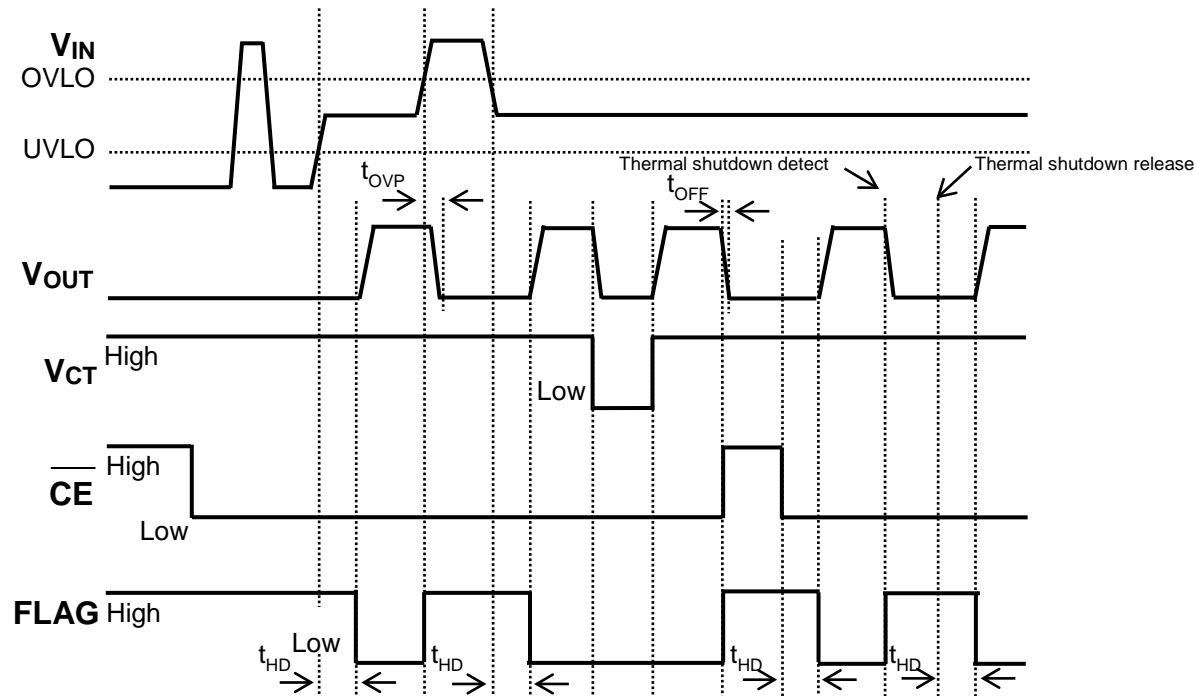 VIN
OVLO
UVLO
tOVP
Thermal shutdown detect
Thermal shutdown release
tOFF
VOUT
High
VCT
Low
High
CE
Low
FLAG High
Low
tHD
tHD
tHD
tHD